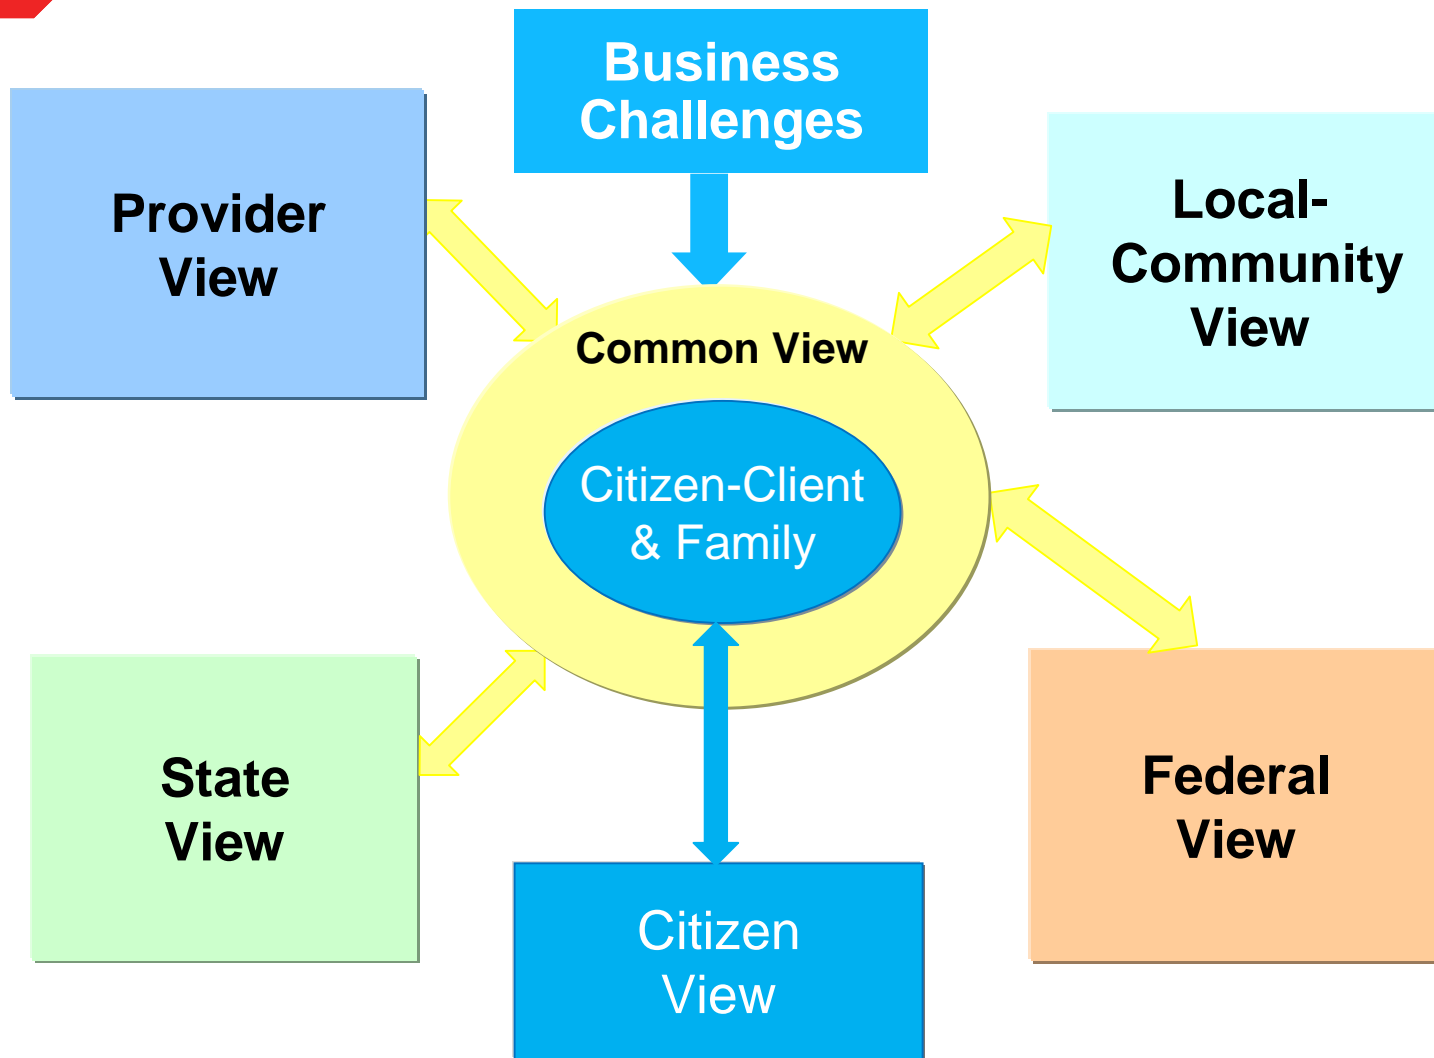 Business
Challenges
Provider
View
Local-
Community
View
Common View
Citizen-Client
& Family
State
View
Federal
View
Citizen
View